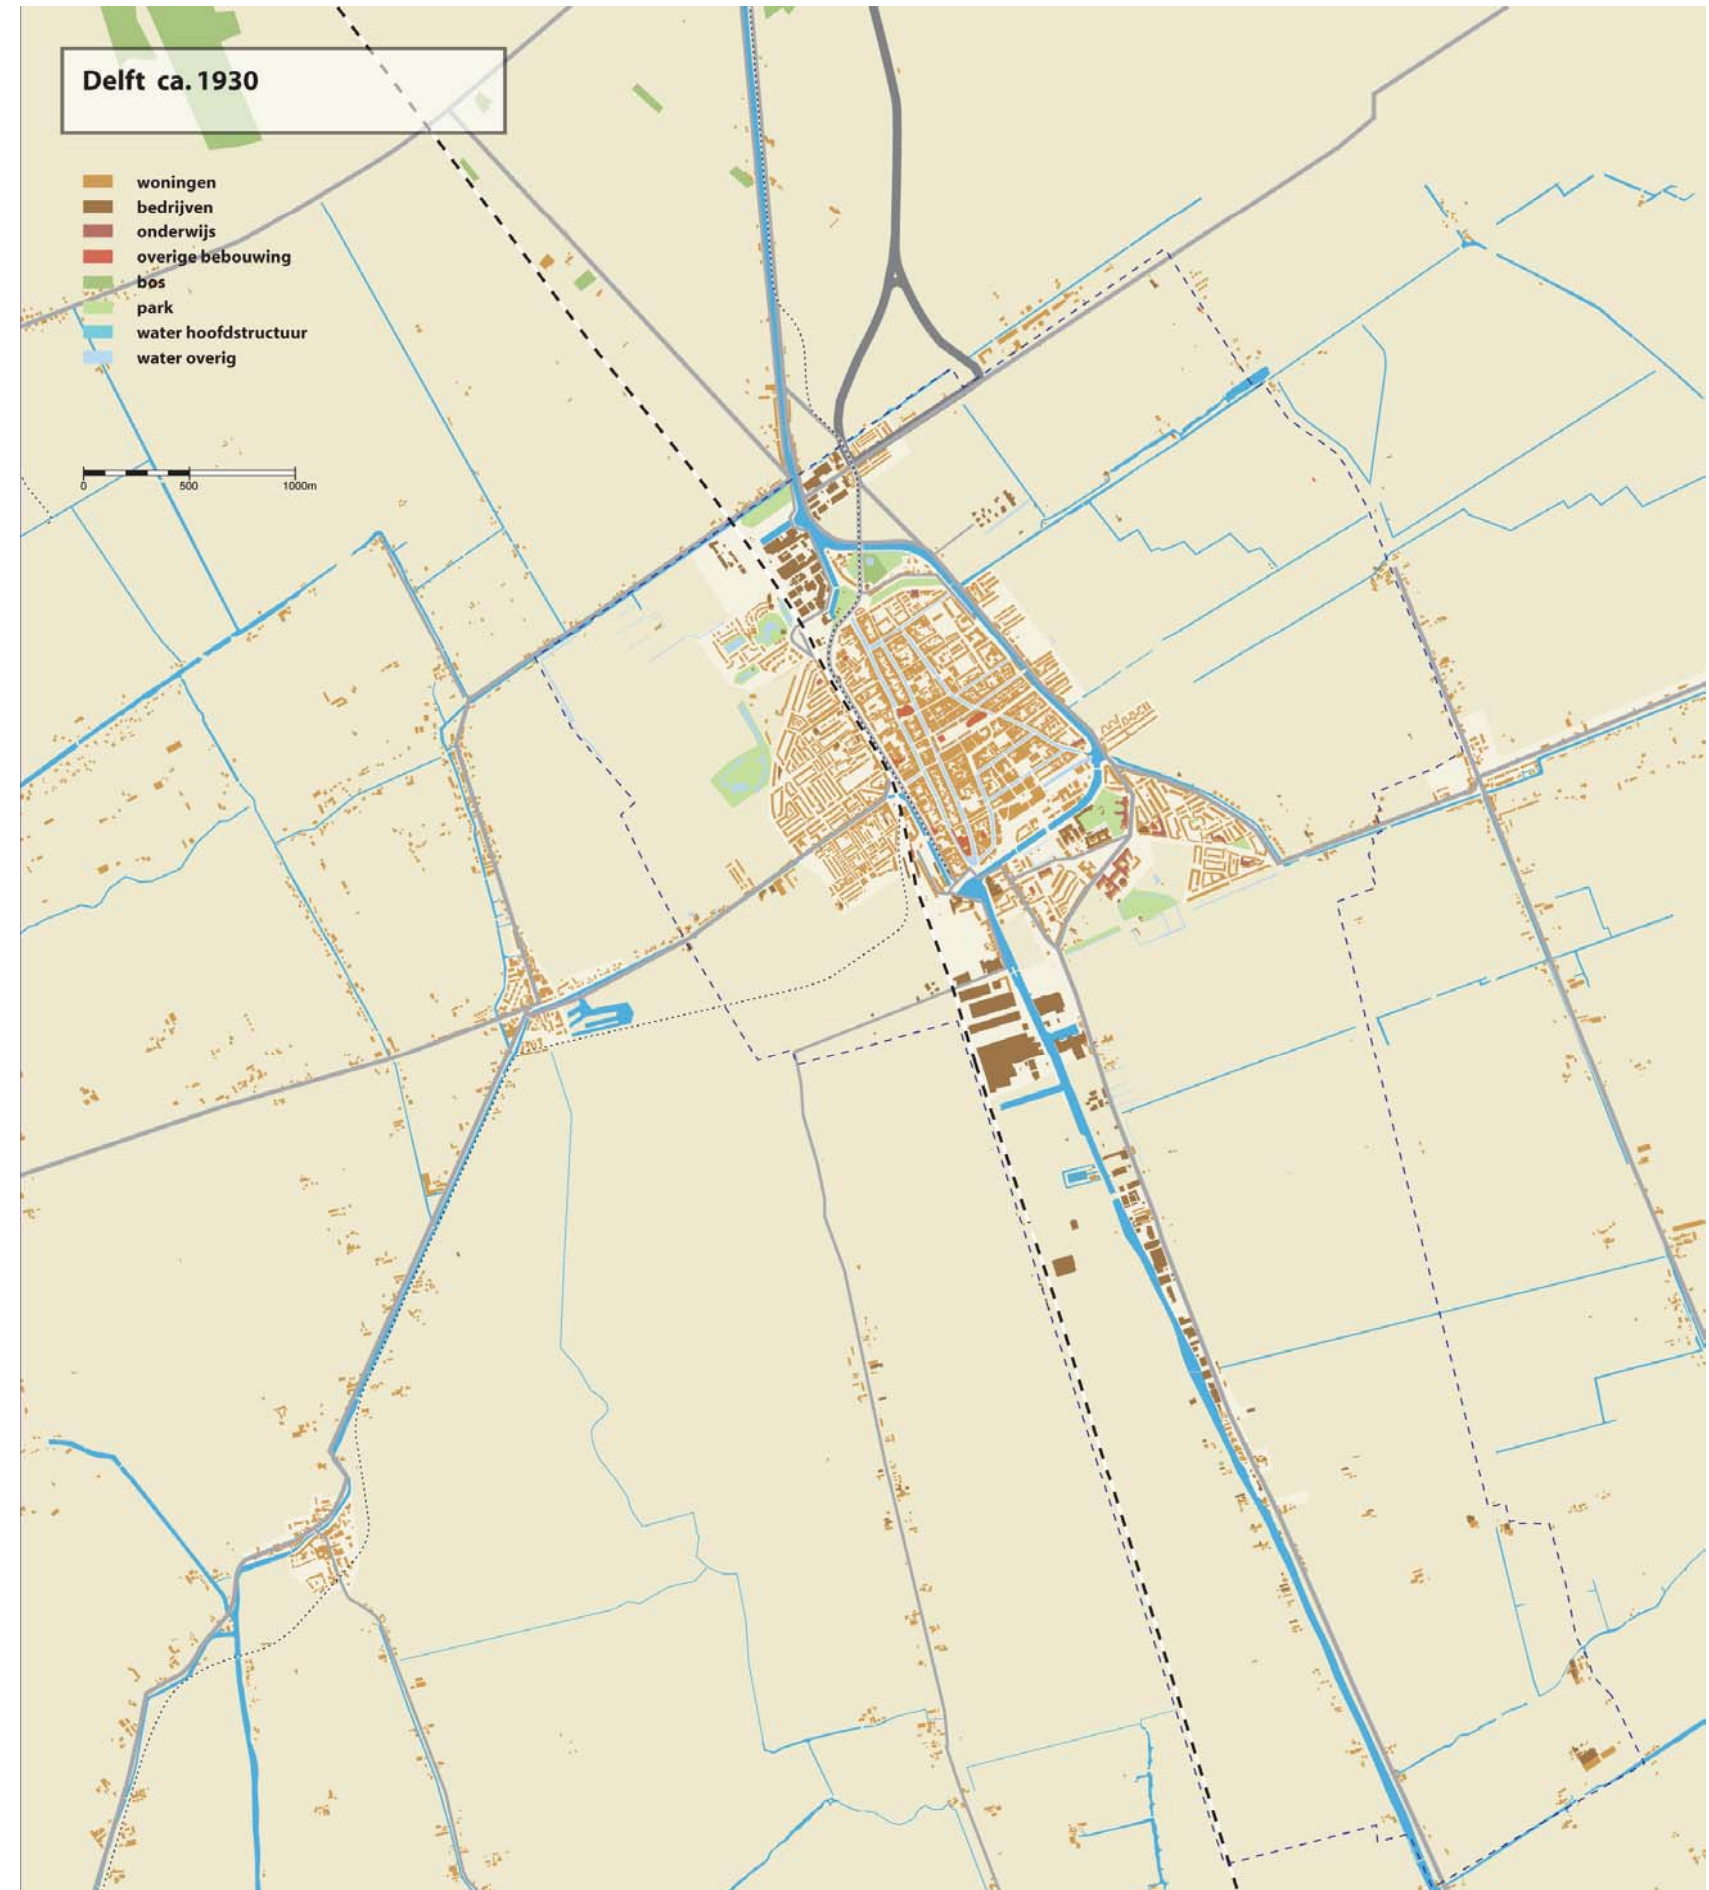 Delft ca. 1930
woningen
bedrijven
onderwijs
overige bebouwing
bos
park
water hoofdstructuur
water overig
0 500 1000m